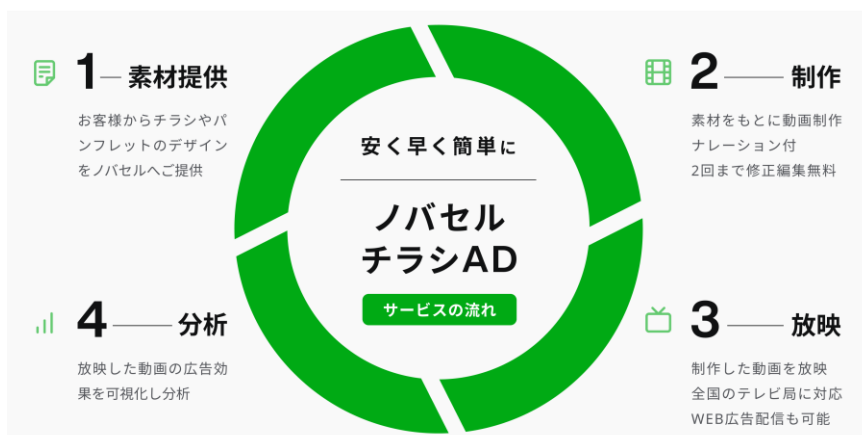 1 素材提供
お客様からチラシやパ
ンフレットのデザイン
をノバセルへご提供
2 制作
素材をもとに動画制作
ナレーション付
2回まで修正編集無料
安く早く簡単に
ノバセル
チラシAD
サービスの流れ
3 放映
制作した動画を放映
全国のテレビ局に対応
WEB広告配信も可能
4 分析
放映した動画の広告効
果を可視化し分析